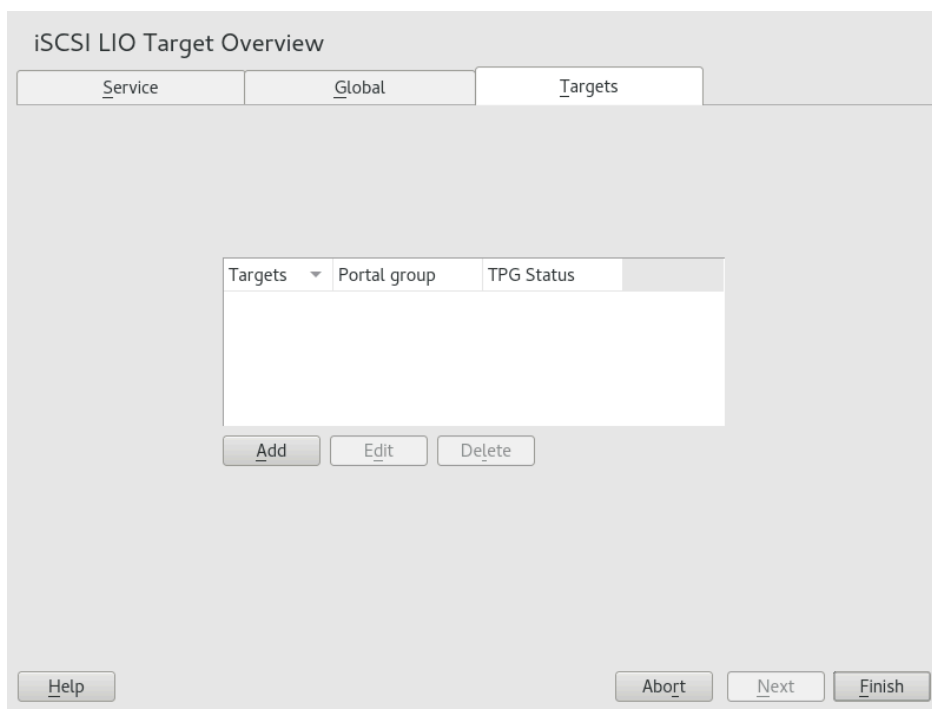 iSCSI LIO Target Overview
Service Global Targets
Targets Portal group TPG Status
Add Edit Delete
Help Abort Next Finish